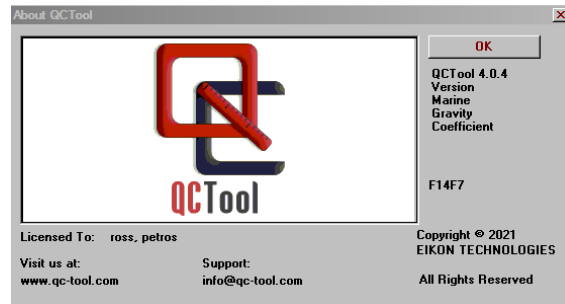 About QCTool
OK
QCTool 4.0.4
Version
Marine
Gravity
Coefficient
F14F7
QCTool
Licensed To: ross, petros
Copyright © 2021
EIKON TECHNOLOGIES
Visit us at:
Support:
www.qc-tool.com
info@qc-tool.com
All Rights Reserved